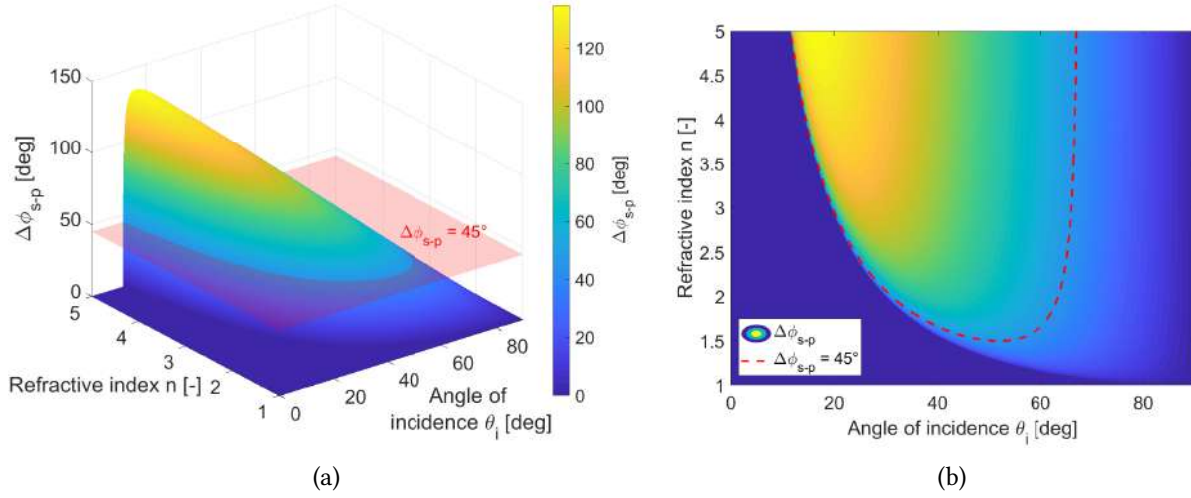 150
100
50
0
Δϕs-p [deg]
Δϕs-p = 45°
5
4
3
2
1
Refractive index n [-]
0
20
40
60
80
Angle of
incidence θi [deg]
120
100
80
60
40
20
0
Δϕs-p [deg]
(a)
5
4.5
4
3.5
3
2.5
2
1.5
1
Refractive index n [-]
Δϕs-p
Δϕs-p = 45°
0
20
40
60
80
Angle of incidence θi [deg]
(b)